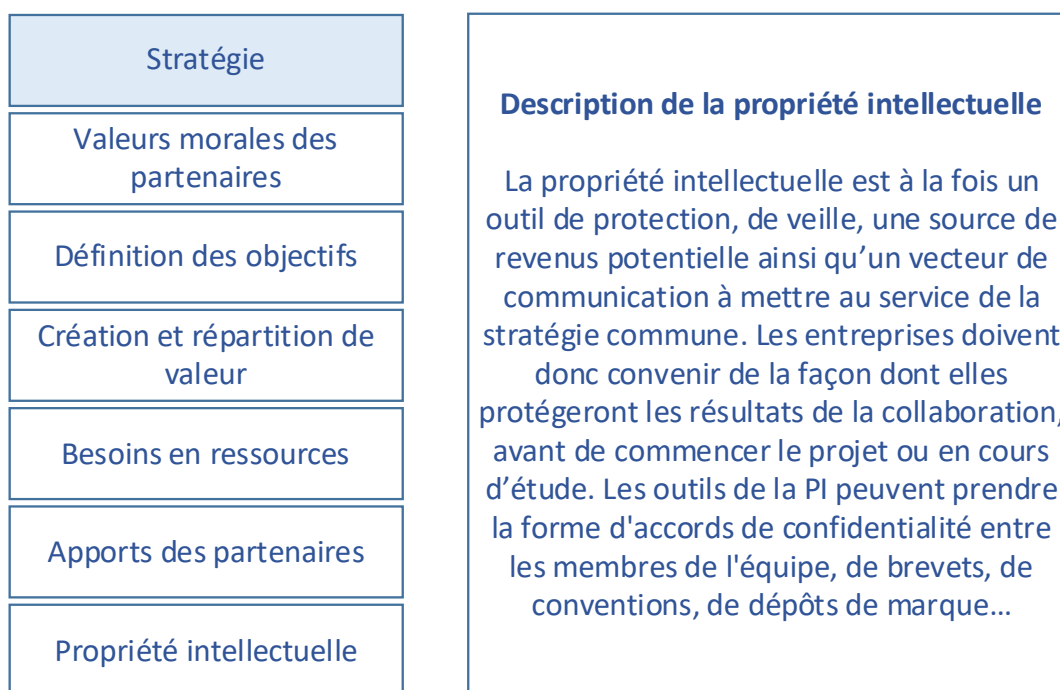 Stratégie
Valeurs morales des
partenaires
Définition des objectifs
Création et répartition de
valeur
Besoins en ressources
Apports des partenaires
Propriété intellectuelle
Description de la propriété intellectuelle
La propriété intellectuelle est à la fois un
outil de protection, de veille, une source de
revenus potentielle ainsi qu’un vecteur de
communication à mettre au service de la
stratégie commune. Les entreprises doivent
donc convenir de la façon dont elles
protégeront les résultats de la collaboration,
avant de commencer le projet ou en cours
d’étude. Les outils de la PI peuvent prendre
la forme d'accords de confidentialité entre
les membres de l'équipe, de brevets, de
conventions, de dépôts de marque…